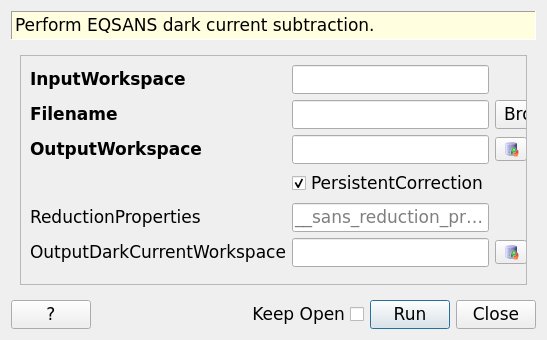 Perform EQSANS dark current subtraction.
InputWorkspace
Filename
Bro
OutputWorkspace
PersistentCorrection
ReductionProperties
__sans_reduction_pr...
OutputDarkCurrentWorkspace
?
Keep Open
Run
Close